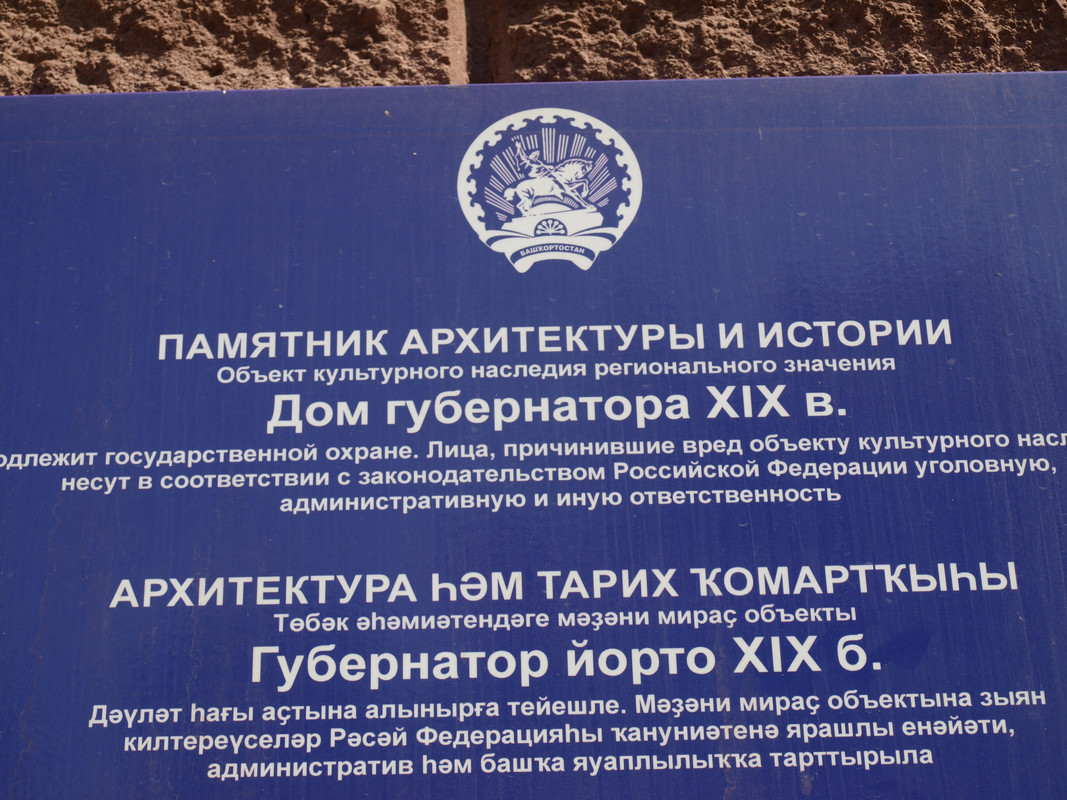 БАШКОРТОСТАН
ПАМЯТНИК АРХИТЕКТУРЫ И ИСТОРИИ
Объект культурного наследия регионального значения
Дом губернатора XIX в.
одлежит государственной охране. Лица, причинившие вред объекту культурного насл
несут в соответствии с законодательством Российской Федерации уголовную,
административную и иную ответственность
АРХИТЕКТУРА ҺӘМ ТАРИХ ҠОМАРТҠЫҺЫ
Төбәк әһәмиәтендәге мәҙәни мираҫ объекты
Губернатор йорто XIX б.
Дәүләт һағы аҫтына алынырға тейешле. Мәҙәни мираҫ объектына зыян
килтереүселәр Рәсәй Федерацияһы ҡануниәтенә ярашлы енәйәти,
административ һәм башҡа яуаплылыҡҡа тарттырыла